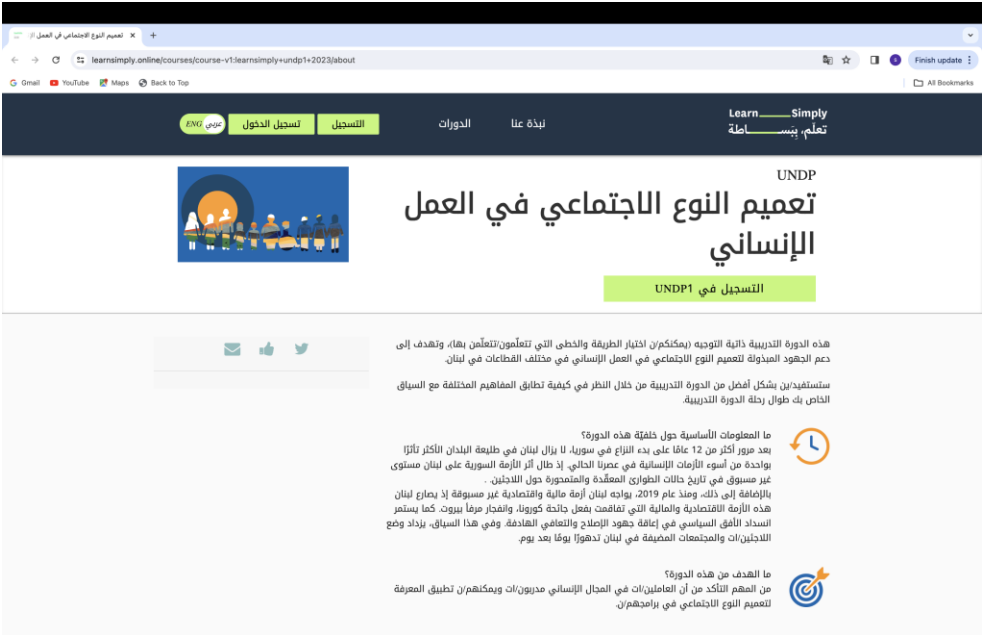 تعميم النوع الاجتماعي في العمل الإ
learnsimply.online/courses/course-v1:learnsimply+undp1+2023/about
Finish update
Gmail YouTube Maps Back to Top
All Bookmarks
Learn Simply
تعلّم، بِبَســـاطة
نبذة عنا
الدورات
التسجيل
تسجيل الدخول
عربي ENG
UNDP
تعميم النوع الاجتماعي في العمل
الإنساني
التسجيل في UNDP1
هذه الدورة التدريبية ذاتية التوجيه (يمكنكم/ن اختيار الطريقة والخطى التي تتعلّمون/تتعلّمن بها)، وتهدف إلى
دعم الجهود المبذولة لتعميم النوع الاجتماعي في العمل الإنساني في مختلف القطاعات في لبنان.
ستستفيد/ين بشكل أفضل من الدورة التدريبية من خلال النظر في كيفية تطابق المفاهيم المختلفة مع السياق
الخاص بك طوال رحلة الدورة التدريبية.
ما المعلومات الأساسية حول خلفيّة هذه الدورة؟
بعد مرور أكثر من 12 عامًا على بدء النزاع في سوريا، لا يزال لبنان في طليعة البلدان الأكثر تأثرًا
بواحدة من أسوء الأزمات الإنسانية في عصرنا الحالي. إذ طال أثر الأزمة السورية على لبنان مستوى
غير مسبوق في تاريخ حالات الطوارئ المعقّدة والمتمحورة حول اللاجئين. .
بالإضافة إلى ذلك، ومنذ عام 2019، يواجه لبنان أزمة مالية واقتصادية غير مسبوقة إذ يصارع لبنان
هذه الأزمة الاقتصادية والمالية التي تفاقمت بفعل جائحة كورونا، وانفجار مرفأ بيروت. كما يستمر
انسداد الأفق السياسي في إعاقة جهود الإصلاح والتعافي الهادفة. وفي هذا السياق، يزداد وضع
اللاجئين/ات والمجتمعات المضيفة في لبنان تدهورًا يومًا بعد يوم.
ما الهدف من هذه الدورة؟
من المهم التأكد من أن العاملين/ات في المجال الإنساني مدربون/ات ويمكنهم/ن تطبيق المعرفة
لتعميم النوع الاجتماعي في برامجهم/ن.